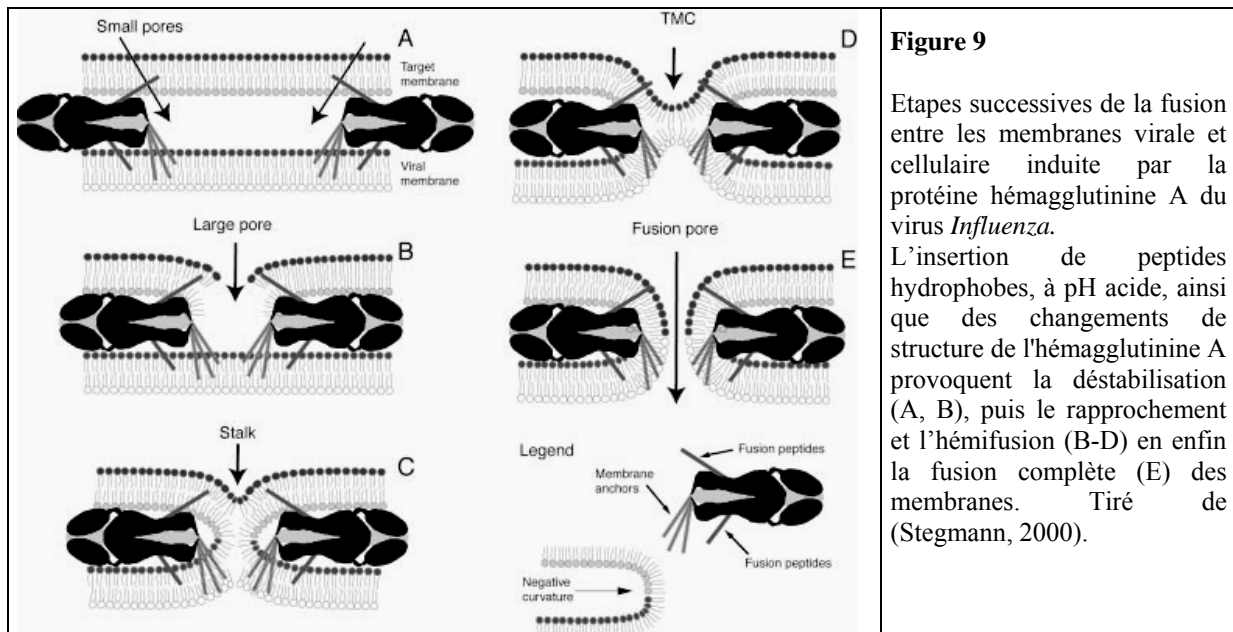 Small pores
A
Target
membrane
Viral
membrane
Large pore
B
Stalk
C
TMC
D
Fusion pore
E
Legend
Fusion peptides
Membrane
anchors
Fusion peptides
Negative
curvature
Figure 9
Etapes successives de la fusion
entre les membranes virale et
cellulaire induite par la
protéine hémagglutinine A du
virus Influenza.
L’insertion de peptides
hydrophobes, à pH acide, ainsi
que des changements de
structure de l'hémagglutinine A
provoquent la déstabilisation
(A, B), puis le rapprochement
et l’hémifusion (B-D) en enfin
la fusion complète (E) des
membranes. Tiré de
(Stegmann, 2000).